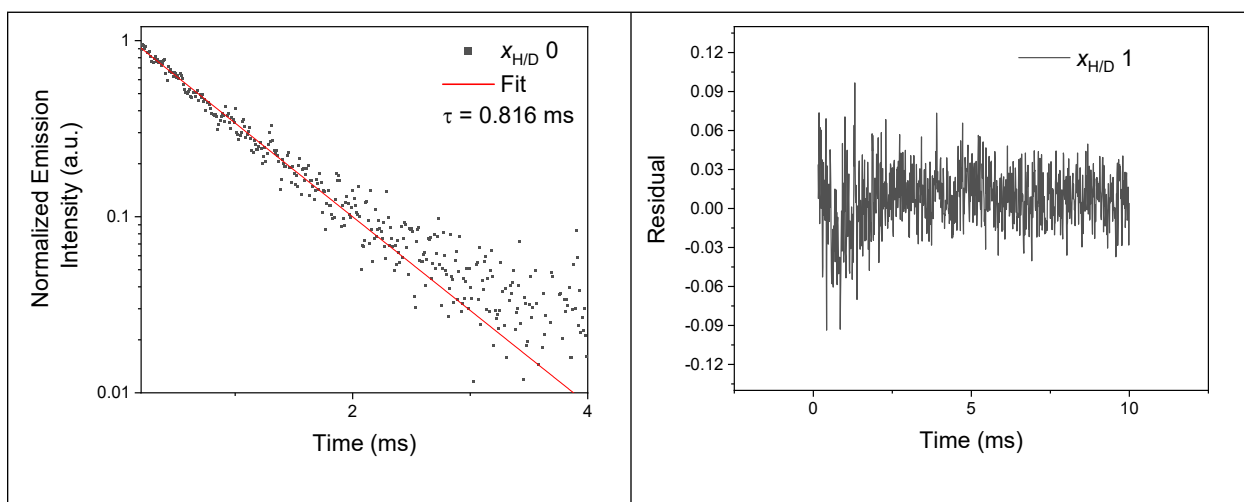 1
0.1
0.01
Normalized Emission
Intensity (a.u.)
x_H/D 0
Fit
τ = 0.816 ms
2
4
Time (ms)
0.12
0.09
0.06
0.03
0.00
-0.03
-0.06
-0.09
-0.12
Residual
x_H/D 1
0
5
10
Time (ms)